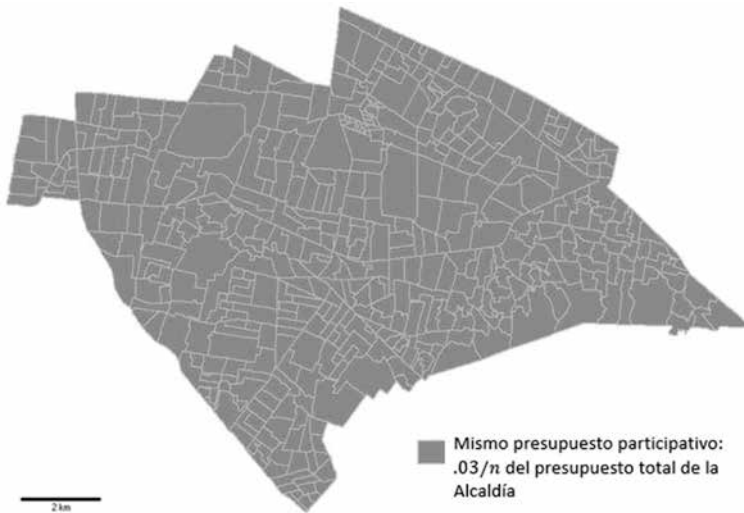 Mismo presupuesto participativo:
.03/n del presupuesto total de la
Alcaldía
2 km